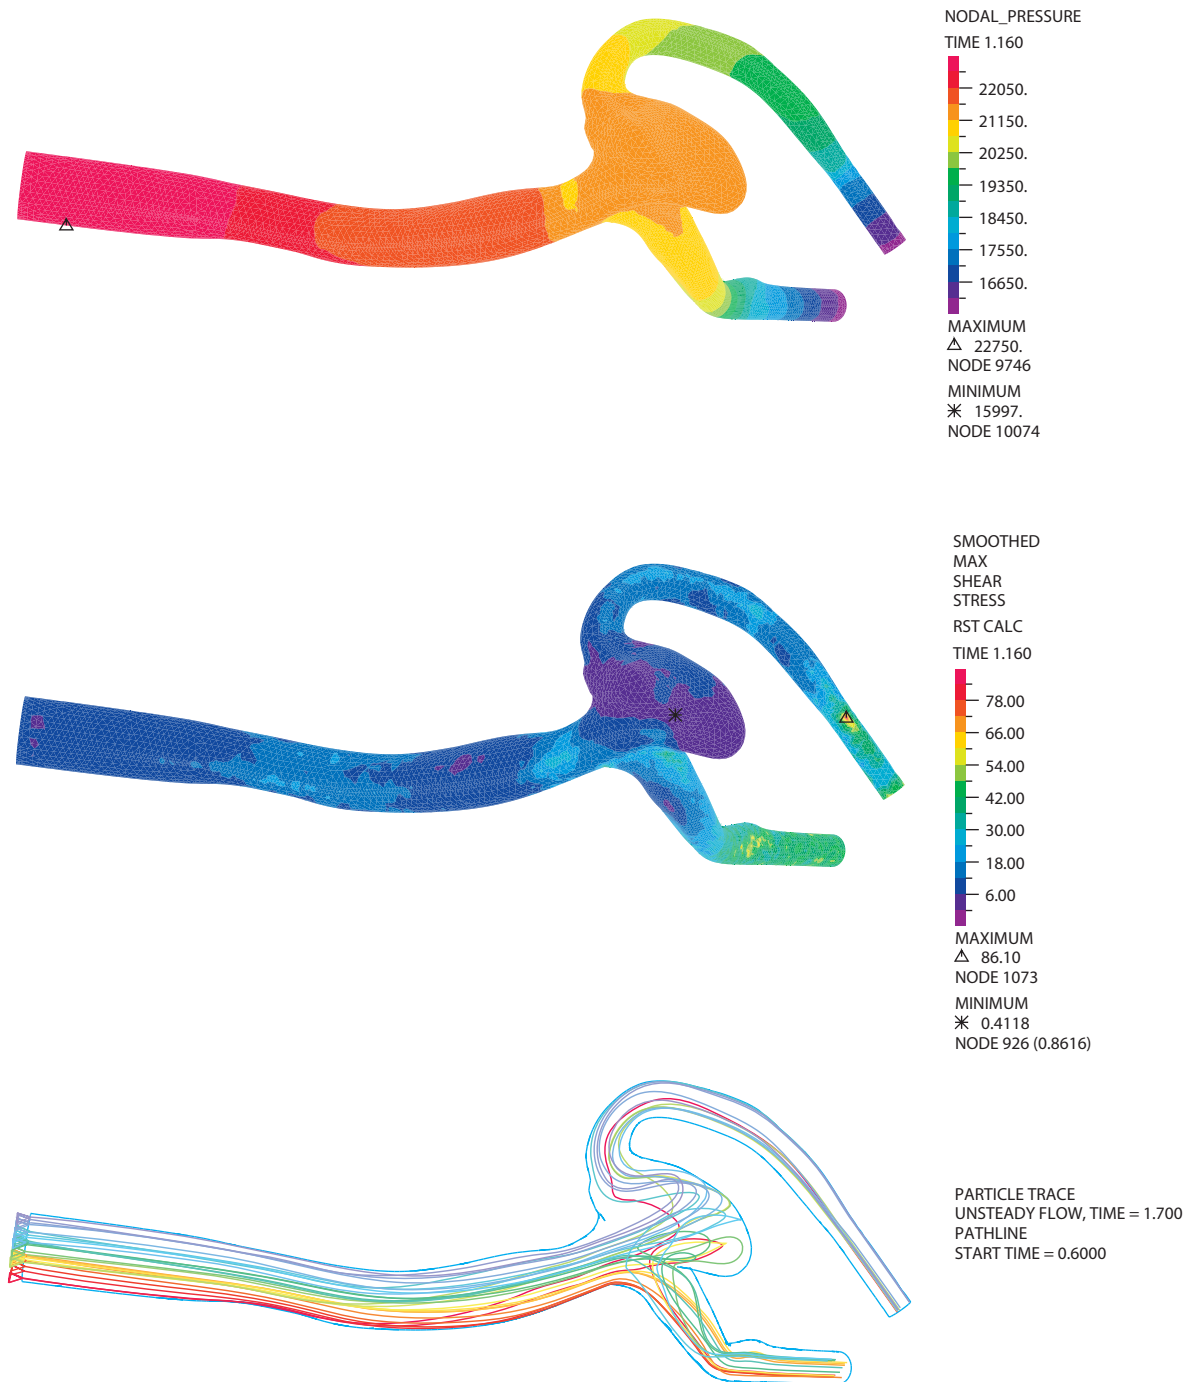 NODAL_PRESSURE
TIME 1.160
22050.
21150.
20250.
19350.
18450.
17550.
16650.
MAXIMUM
22750.
NODE 9746
MINIMUM
15997.
NODE 10074
SMOOTHED
MAX
SHEAR
STRESS
RST CALC
TIME 1.160
78.00
66.00
54.00
42.00
30.00
18.00
6.00
MAXIMUM
86.10
NODE 1073
MINIMUM
0.4118
NODE 926 (0.8616)
PARTICLE TRACE
UNSTEADY FLOW, TIME = 1.700
PATHLINE
START TIME = 0.6000